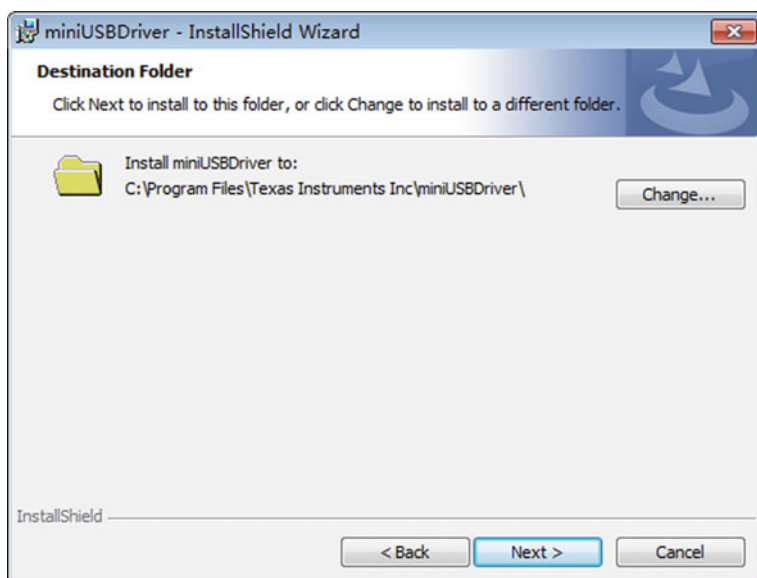 miniUSBDriver - InstallShield Wizard
Destination Folder
Click Next to install to this folder, or click Change to install to a different folder.
Install miniUSBDriver to:
C:\Program Files\Texas Instruments Inc\miniUSBDriver\
Change...
InstallShield
< Back
Next >
Cancel